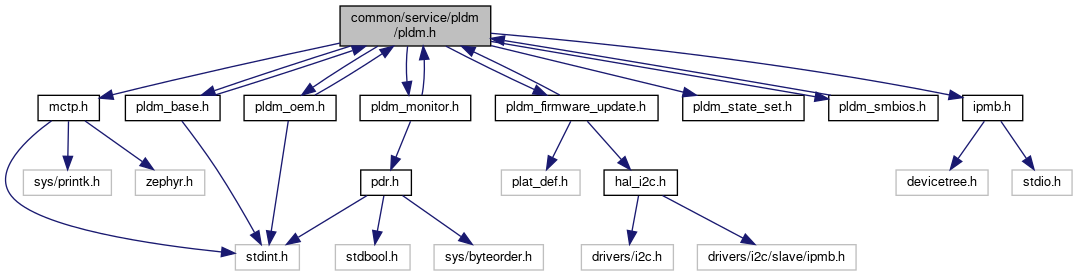 common/service/pldm
/pldm.h
mctp.h
pldm_base.h
pldm_oem.h
pldm_monitor.h
pldm_firmware_update.h
pldm_state_set.h
pldm_smbios.h
ipmb.h
sys/printk.h
zephyr.h
pdr.h
plat_def.h
hal_i2c.h
devicetree.h
stdio.h
stdint.h
stdbool.h
sys/byteorder.h
drivers/i2c.h
drivers/i2c/slave/ipmb.h